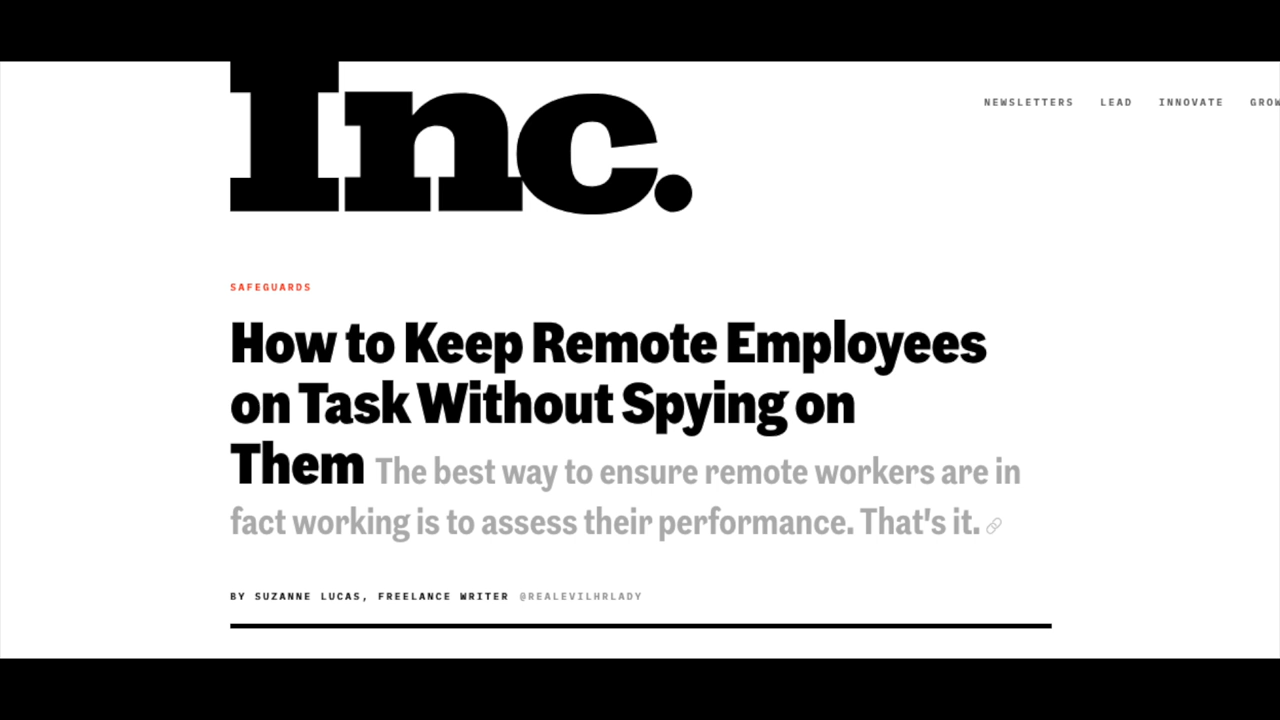 Inc.
NEWSLETTERS LEAD INNOVATE GROW
SAFEGUARDS
How to Keep Remote Employees
on Task Without Spying on
Them The best way to ensure remote workers are in
fact working is to assess their performance. That's it.
BY SUZANNE LUCAS, FREELANCE WRITER @REALEVILHRLADY